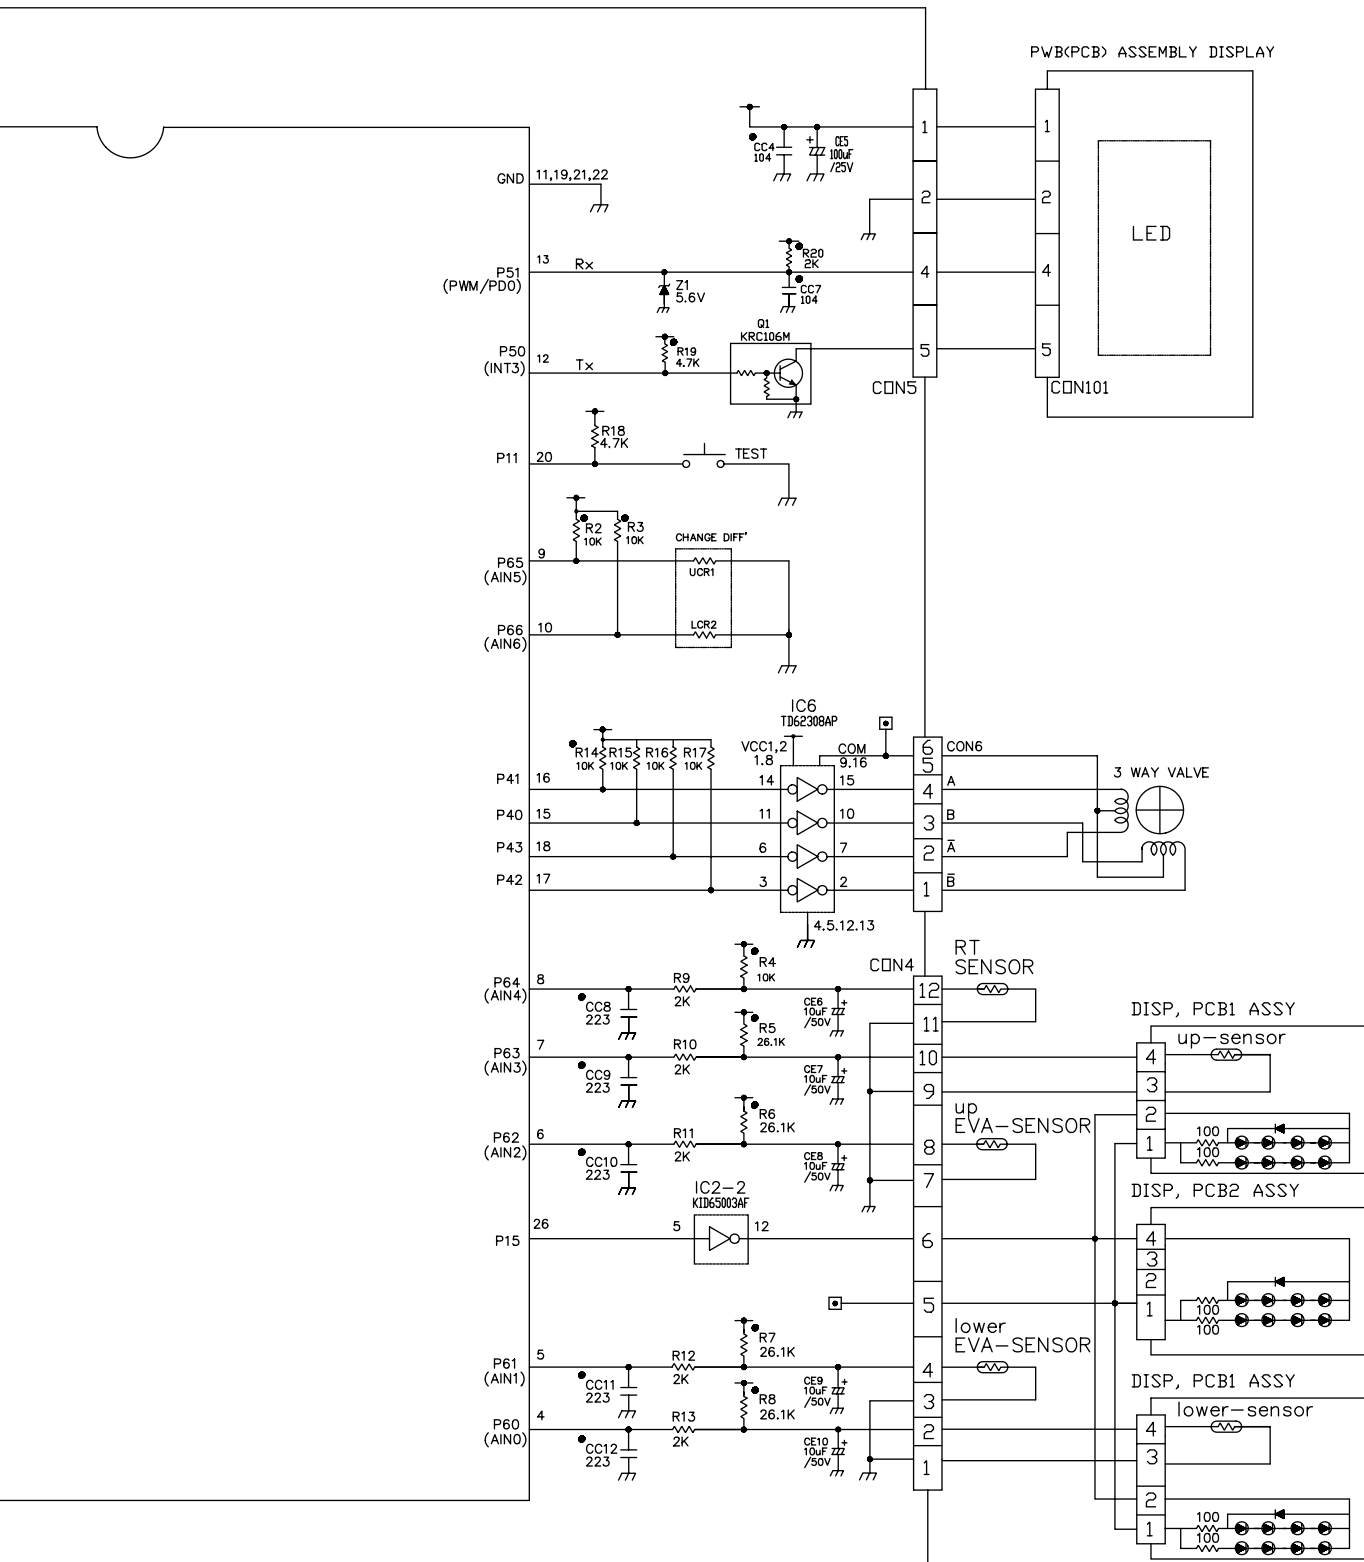 PWB(PCB) ASSEMBLY DISPLAY
1
1
CC4
104
+
CE5
100uF
/25V
GND
11,19,21,22
2
2
LED
R20
2K
P51
(PWM/PD0)
13
Rx
4
4
Z1
5.6V
CC7
104
Q1
KRC106M
P50
(INT3)
12
Tx
R19
4.7K
5
5
CON5
CON101
R18
4.7K
P11
20
TEST
R2
10K
R3
10K
CHANGE DIFF'
P65
(AIN5)
9
UCR1
P66
(AIN6)
10
LCR2
IC6
TD62308AP
VCC1,2
1.8
COM
9.16
6
5
CON6
R14
10K
R15
10K
R16
10K
R17
10K
3 WAY VALVE
P41
16
14
15
4
A
P40
15
11
10
3
B
P43
18
6
7
2
A̅
P42
17
3
2
1
B̅
4.5.12.13
R4
10K
CON4
RT
SENSOR
P64
(AIN4)
8
CC8
223
R9
2K
CE6
10uF
/50V
+
12
11
R5
26.1K
DISP, PCB1 ASSY
up-sensor
P63
(AIN3)
7
CC9
223
R10
2K
CE7
10uF
/50V
+
10
9
4
3
2
1
100
100
R6
26.1K
up
EVA-SENSOR
P62
(AIN2)
6
CC10
223
R11
2K
CE8
10uF
/50V
+
8
7
IC2-2
KID65003AF
DISP, PCB2 ASSY
P15
26
5
12
6
4
3
2
1
100
100
5
R7
26.1K
lower
EVA-SENSOR
P61
(AIN1)
5
CC11
223
R12
2K
CE9
10uF
/50V
+
4
3
R8
26.1K
DISP, PCB1 ASSY
lower-sensor
P60
(AIN0)
4
CC12
223
R13
2K
CE10
10uF
/50V
+
2
1
4
3
2
1
100
100